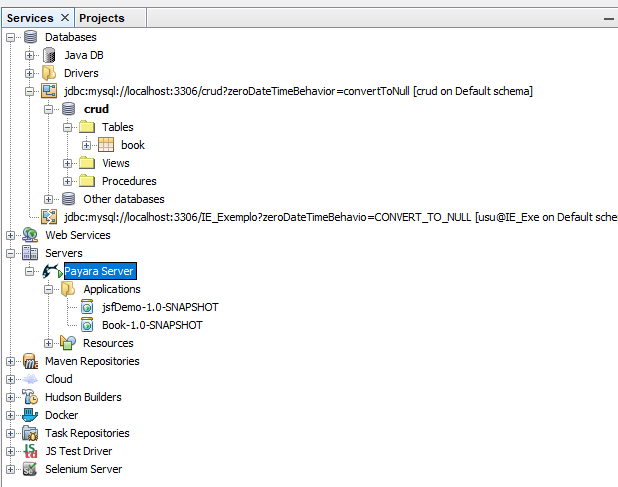 Services × Projects
Databases
Java DB
Drivers
jdbc:mysql://localhost:3306/crud?zeroDateTimeBehavior=convertToNull [crud on Default schema]
crud
Tables
book
Views
Procedures
Other databases
jdbc:mysql://localhost:3306/IE_Exemplo?zeroDateTimeBehavio=CONVERT_TO_NULL [usu@IE_Exe on Default sche
Web Services
Servers
Payara Server
Applications
jsfDemo-1.0-SNAPSHOT
Book-1.0-SNAPSHOT
Resources
Maven Repositories
Cloud
Hudson Builders
Docker
Task Repositories
JS Test Driver
Selenium Server